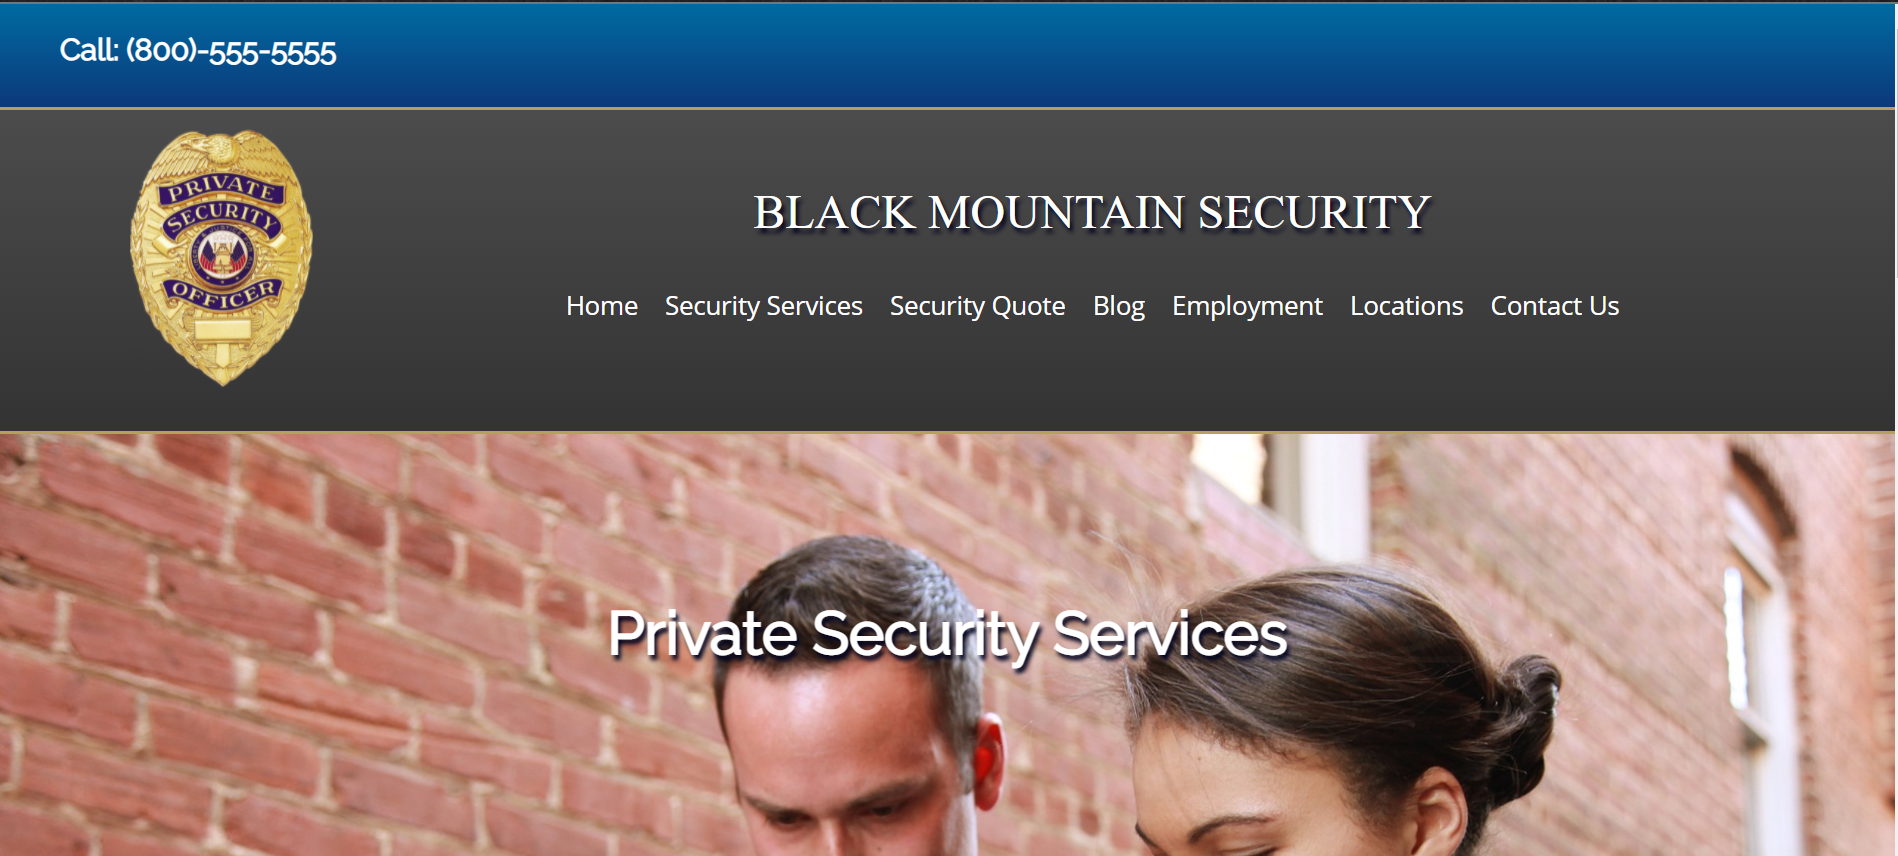 Call: (800)-555-5555
PRIVATE
SECURITY
OFFICER
BLACK MOUNTAIN SECURITY
Home Security Services Security Quote Blog Employment Locations Contact Us
Private Security Services